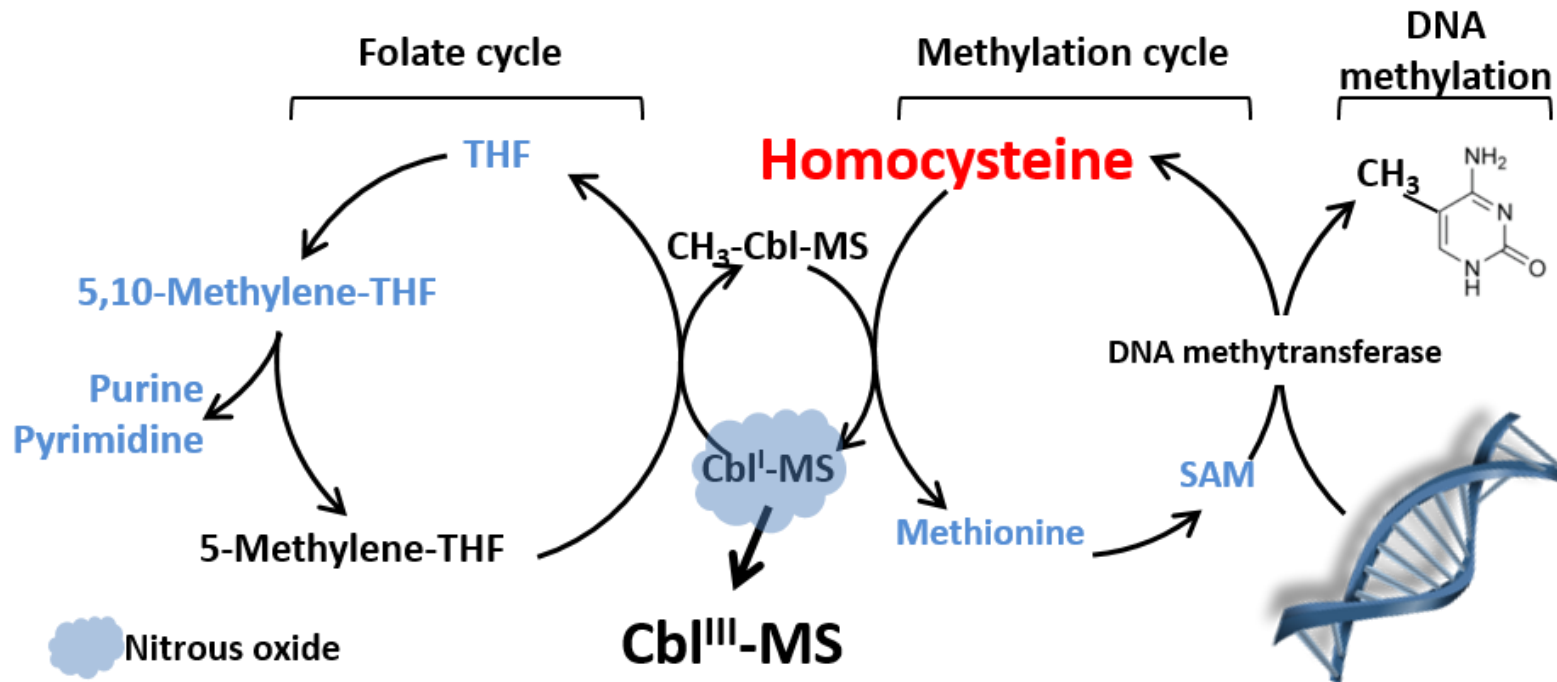 Folate cycle
Methylation cycle
DNA
methylation
THF
Homocysteine
CH₃
NH₂
N
O
N
H
CH₃-Cbl-MS
5,10-Methylene-THF
DNA methytransferase
Purine
Pyrimidine
Cblᴵ-MS
SAM
Methionine
5-Methylene-THF
Nitrous oxide
Cblᴵᴵᴵ-MS